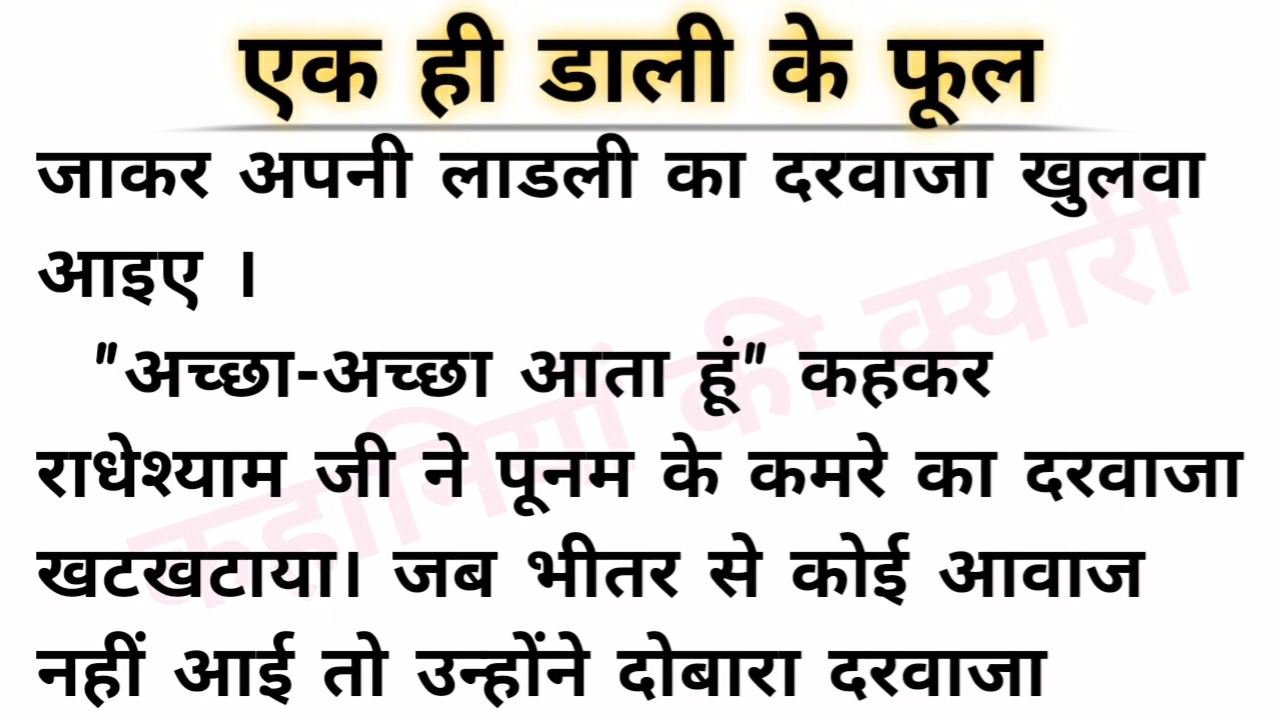 एक ही डाली के फूल
जाकर अपनी लाडली का दरवाजा खुलवा
आइए ।
"अच्छा-अच्छा आता हूं" कहकर
राधेश्याम जी ने पूनम के कमरे का दरवाजा
खटखटाया। जब भीतर से कोई आवाज
नहीं आई तो उन्होंने दोबारा दरवाजा
कहानियां की क्यारी